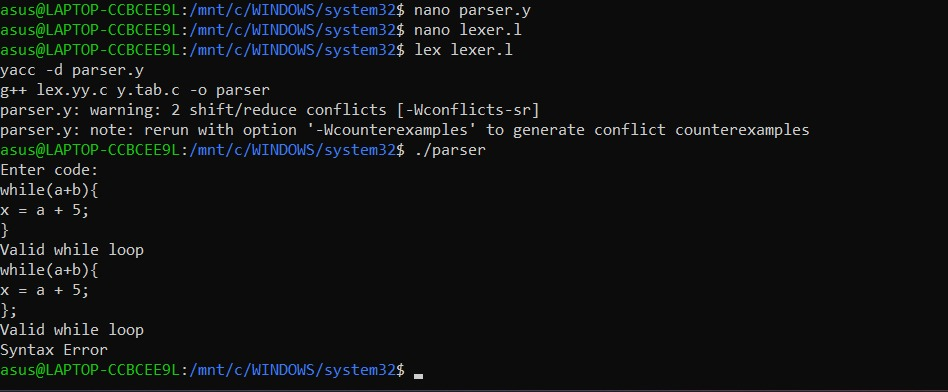 asus@LAPTOP-CCBCEE9L:/mnt/c/WINDOWS/system32$ nano parser.y
asus@LAPTOP-CCBCEE9L:/mnt/c/WINDOWS/system32$ nano lexer.l
asus@LAPTOP-CCBCEE9L:/mnt/c/WINDOWS/system32$ lex lexer.l
yacc -d parser.y
g++ lex.yy.c y.tab.c -o parser
parser.y: warning: 2 shift/reduce conflicts [-Wconflicts-sr]
parser.y: note: rerun with option '-Wcounterexamples' to generate conflict counterexamples
asus@LAPTOP-CCBCEE9L:/mnt/c/WINDOWS/system32$ ./parser
Enter code:
while(a+b){
x = a + 5;
}
Valid while loop
while(a+b){
x = a + 5;
};
Valid while loop
Syntax Error
asus@LAPTOP-CCBCEE9L:/mnt/c/WINDOWS/system32$